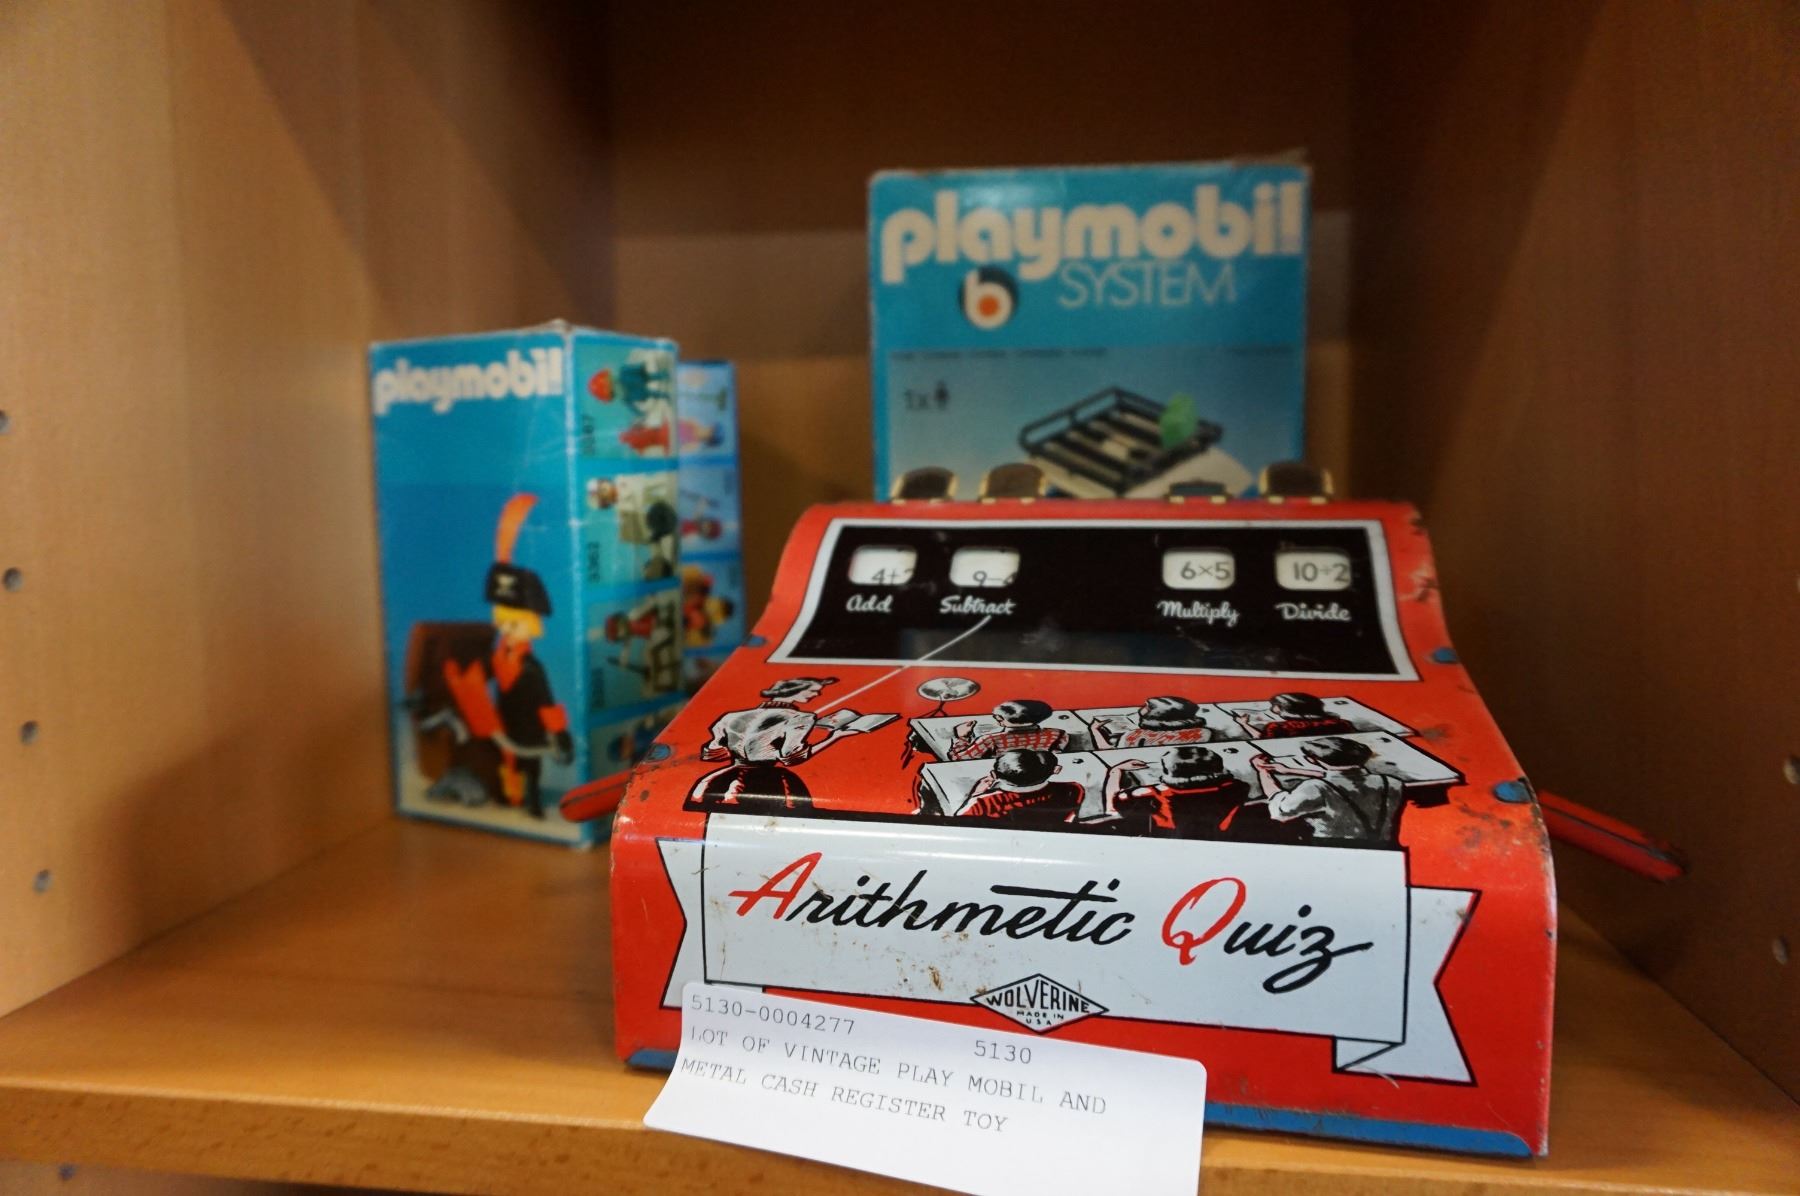 playmobil
SYSTEM
1x
playmobil
Add
Subtract
6×5
Multiply
10÷2
Divide
Arithmetic Quiz
WOLVERINE
MADE IN
U S A
5130-0004277
5130
LOT OF VINTAGE PLAY MOBIL AND
METAL CASH REGISTER TOY